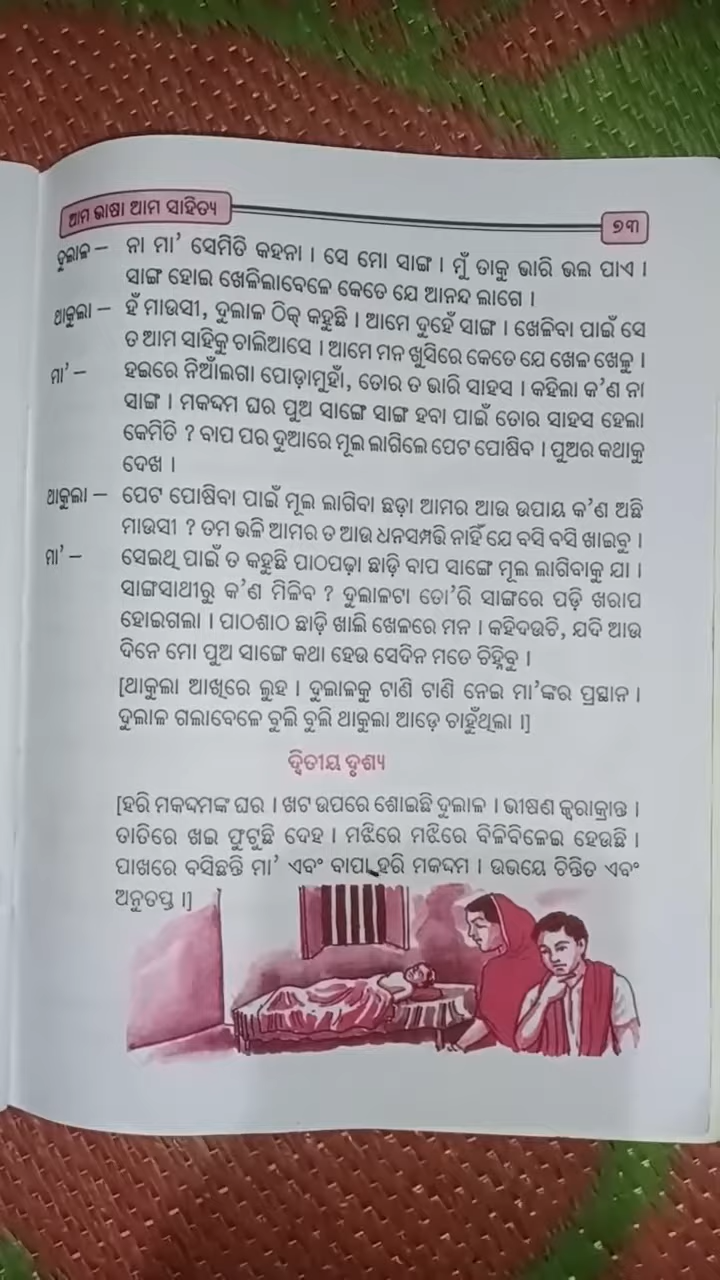 ଆମ ଭାଷା ଆମ ସାହିତ୍ୟ
୭୩
ଦୁଲାଳ – ନା ମା’ ସେମିତି କହନା । ସେ ମୋ ସାଙ୍ଗ । ମୁଁ ତାକୁ ଭାରି ଭଲ ପାଏ ।
ସାଙ୍ଗ ହୋଇ ଖେଳିଲାବେଳେ କେତେ ଯେ ଆନନ୍ଦ ଲାଗେ ।
ଥାକୁଲା – ହଁ ମାଉସୀ, ଦୁଲାଳ ଠିକ୍ କହୁଛି । ଆମେ ଦୁହେଁ ସାଙ୍ଗ । ଖେଳିବା ପାଇଁ ସେ
ତ ଆମ ସାହିକୁ ଚାଲିଆସେ । ଆମେ ମନ ଖୁସିରେ କେତେ ଯେ ଖେଳ ଖେଳୁ ।
ମା’ – ହଇରେ ନିଆଁଲଗା ପୋଡ଼ାମୁହାଁ, ତୋର ତ ଭାରି ସାହସ । କହିଲା କ’ଣ ନା
ସାଙ୍ଗ । ମକଦ୍ଦମ ଘର ପୁଅ ସାଙ୍ଗେ ସାଙ୍ଗ ହବା ପାଇଁ ତୋର ସାହସ ହେଲା
କେମିତି ? ବାପ ପର ଦୁଆରେ ମୂଲ ଲାଗିଲେ ପେଟ ପୋଷିବ । ପୁଅର କଥାକୁ
ଦେଖ ।
ଥାକୁଲା – ପେଟ ପୋଷିବା ପାଇଁ ମୂଲ ଲାଗିବା ଛଡ଼ା ଆମର ଆଉ ଉପାୟ କ’ଣ ଅଛି
ମାଉସୀ ? ତମ ଭଳି ଆମର ତ ଆଉ ଧନସମ୍ପତ୍ତି ନାହିଁ ଯେ ବସି ବସି ଖାଇବୁ ।
ମା’ – ସେଇଥି ପାଇଁ ତ କହୁଛି ପାଠପଢ଼ା ଛାଡ଼ି ବାପ ସାଙ୍ଗେ ମୂଲ ଲାଗିବାକୁ ଯା ।
ସାଙ୍ଗସାଥୀରୁ କ’ଣ ମିଳିବ ? ଦୁଲାଳଟା ତୋ’ରି ସାଙ୍ଗରେ ପଡ଼ି ଖରାପ
ହୋଇଗଲା । ପାଠଶାଠ ଛାଡ଼ି ଖାଲି ଖେଳରେ ମନ । କହିଦଉଚି, ଯଦି ଆଉ
ଦିନେ ମୋ ପୁଅ ସାଙ୍ଗେ କଥା ହେଉ ସେଦିନ ମତେ ଚିହ୍ନିବୁ ।
[ଥାକୁଲା ଆଖିରେ ଲୁହ । ଦୁଲାଳକୁ ଟାଣି ଟାଣି ନେଇ ମା’ଙ୍କର ପ୍ରସ୍ଥାନ ।
ଦୁଲାଳ ଗଲାବେଳେ ବୁଲି ବୁଲି ଥାକୁଲା ଆଡ଼େ ଚାହୁଁଥିଲା ।]
ଦ୍ଵିତୀୟ ଦୃଶ୍ୟ
[ହରି ମକଦ୍ଦମଙ୍କ ଘର । ଖଟ ଉପରେ ଶୋଇଛି ଦୁଲାଳ । ଭୀଷଣ ଜ୍ୱରାକ୍ରାନ୍ତ ।
ତାତିରେ ଖଇ ଫୁଟୁଛି ଦେହ । ମଝିରେ ମଝିରେ ବିଳିବିଳେଇ ହେଉଛି ।
ପାଖରେ ବସିଛନ୍ତି ମା’ ଏବଂ ବାପା ହରି ମକଦ୍ଦମ । ଉଭୟେ ଚିନ୍ତିତ ଏବଂ
ଅନୁତପ୍ତ ।]